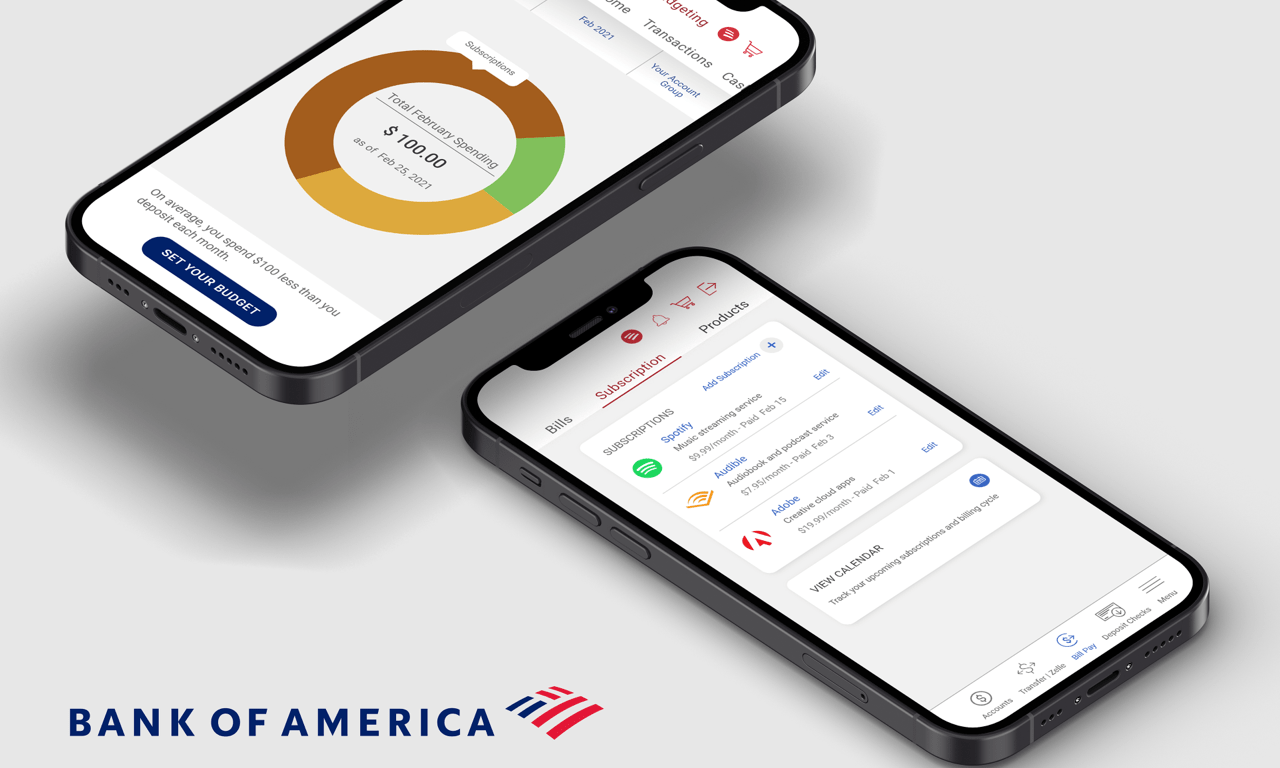 dgeting
ome
Transactions
Cas
Feb 2021
Your Account
Group
Subscriptions
Total February Spending
$ 100.00
as of Feb 25, 2021
On average, you spend $100 less than you
deposit each month.
SET YOUR BUDGET
Bills
Subscription
Products
SUBSCRIPTIONS
Add Subscription
+
Spotify
Music streaming service
$9.99/month - Paid Feb 15
Edit
Audible
Audiobook and podcast service
$7.95/month - Paid Feb 3
Edit
Adobe
Creative cloud apps
$19.99/month - Paid Feb 1
Edit
VIEW CALENDAR
Track your upcoming subscriptions and billing cycle
Accounts
Transfer | Zelle
Bill Pay
Deposit Checks
Menu
BANK OF AMERICA